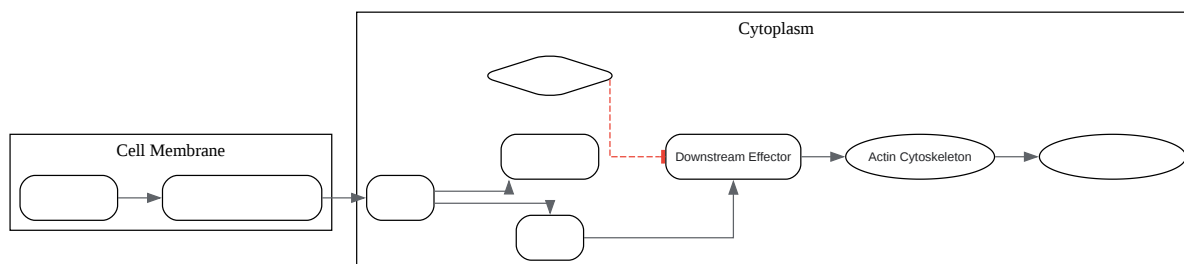 Cytoplasm
Cell Membrane
Downstream Effector
Actin Cytoskeleton